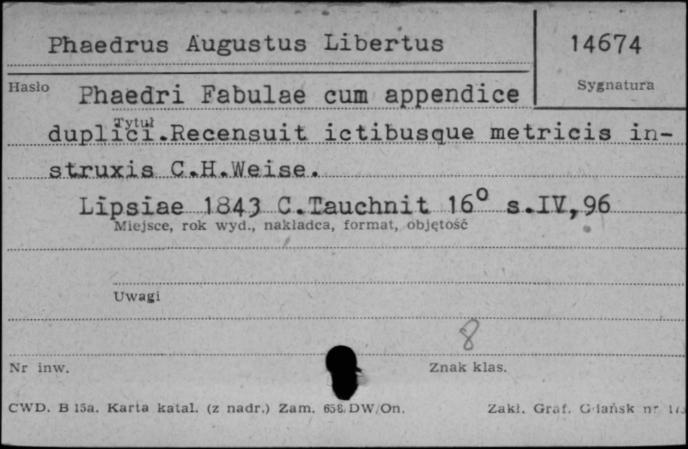 Phaedrus Augustus Libertus
14674
Hasło
Sygnatura
Phaedri Fabulae cum appendice
Tytuł
duplici.Recensuit ictibusque metricis in-
struxis C.H.Weise.
Lipsiae 1843 C.Tauchnit 16° s.IV,96
Miejsce, rok wyd., nakładca, format, objętość
Uwagi
8
Nr inw.
Znak klas.
CWD. B 15a. Karta katal. (z nadr.) Zam. 658/DW/On.
Zakł. Graf. Gdańsk nr